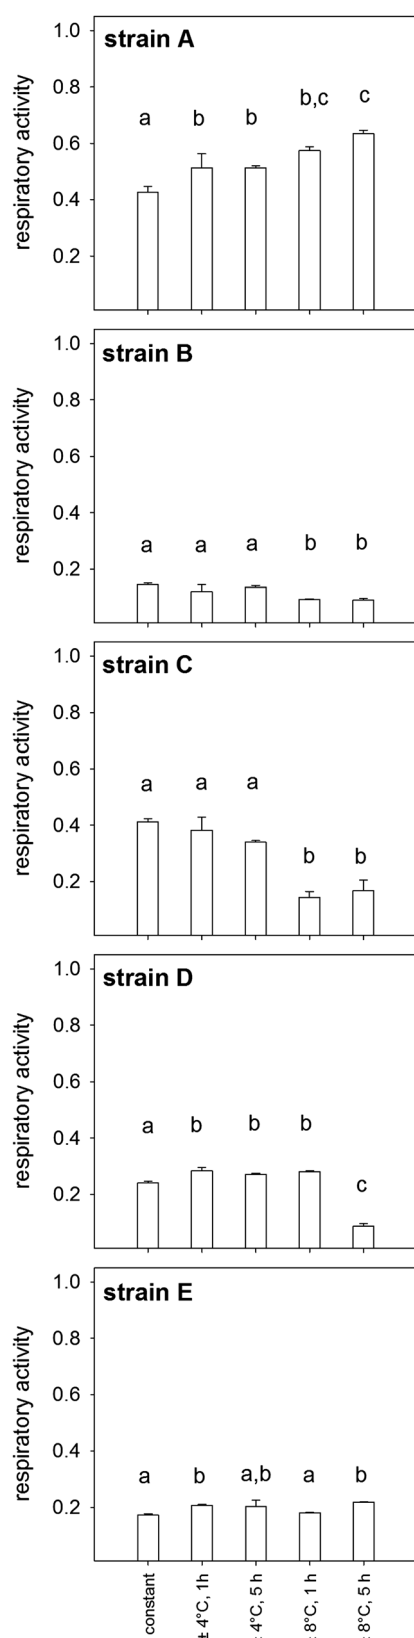 1.0
strain A
0.8
0.6
0.4
0.2
respiratory activity
a b b b,c c
1.0
strain B
0.8
0.6
0.4
0.2
respiratory activity
a a a b b
1.0
strain C
0.8
0.6
0.4
0.2
respiratory activity
a a a b b
1.0
strain D
0.8
0.6
0.4
0.2
respiratory activity
a b b b c
1.0
strain E
0.8
0.6
0.4
0.2
respiratory activity
a b a,b a b
constant
± 4°C, 1h
4°C, 5 h
8°C, 1 h
8°C, 5 h